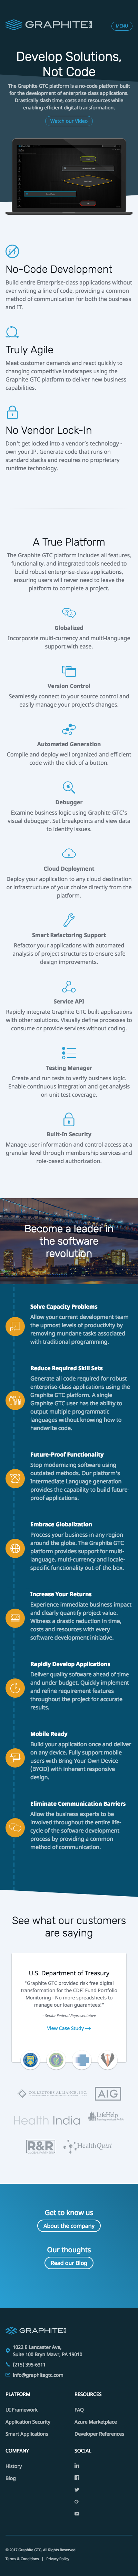 GRAPHITE GTC
MENU
Develop Solutions,
Not Code
The Graphite GTC platform is a no-code platform built
for the development of enterprise class applications.
Drastically slash time, costs and resources while
enabling efficient digital transformation.
Watch our Video
No-Code Development
Build entire Enterprise-class applications without
ever writing a line of code, providing a common
method of communication between the business
and IT.
Truly Agile
Meet customer demands and react quickly to
changing competitive landscapes using the
Graphite GTC platform to deliver new business
capabilities.
No Vendor Lock-In
Don't get locked into a vendor's technology -
own your IP. Generate code that runs on
standards and requires no proprietary
runtime technology.
A True Platform
The Graphite GTC platform includes all features,
functionality, and integrated tools needed to
build robust enterprise-class applications,
ensuring developers do not have to leave the
platform to complete a project.
Globalized
Incorporate multi-currency and multi-language
support with ease.
Version Control
Seamlessly connect to your source control and
easily manage your project's changes.
Automated Generation
Compile and deploy well organized and efficient
code with the click of a button.
Debugger
Examine business logic using Graphite GTC's
visual debugger. Set breakpoints and view data
to identify issues.
Cloud Deployment
Deploy your application to any cloud destination
or infrastructure of your choice directly from the
platform.
Smart Refactoring Support
Refactor your application with automated
analysis of project structures to ensure safe
design improvements.
Service API
Rapidly integrate Graphite GTC built applications
with other solutions. Visually define processes to
consume or provide services without coding.
Testing Manager
Create and run tests to verify business logic.
Enable continuous integration and get analysis
on unit test coverage.
Built-In Security
Manage user information and control access at a
granular level through membership services and
role-based authorization.
Become a leader in
the software
revolution
Solve Capacity Problems
Allow your current development team
the upmost levels of productivity by
removing mundane tasks associated
with traditional programming.
Reduce Required Skill Sets
Generate all code required for robust
enterprise-class applications using the
Graphite GTC platform. A single
Graphite GTC user has the ability to
output multiple programmatic
languages without knowing how to
handwrite code.
Future-Proof Functionality
Stop modernizing software using
outdated methods. Our platform's
Intermediate Language generation
provides the capability to build future-
proof applications.
Embrace Globalization
Process your business in any region
around the globe. The Graphite GTC
platform provides support for multi-
language, multi-currency and locale-
specific functionality out-of-the-box.
Increase Your Returns
Experience immediate business impact
and clearly quantify project value.
Witness a drastic reduction in time,
costs and resources with every
software development initiative.
Rapidly Develop Applications
Deliver quality software ahead of time
and under budget. Quickly implement
and refine requirement features
throughout the project for accurate
results.
Mobile Ready
Build your application once and deliver
on any device. Fully support mobile
users with Bring Your Own Device
(BYOD) with inherent responsive
design.
Eliminate Communication Barriers
Allow the business experts to be
involved throughout the entire life-
cycle of the software development
process by providing a common
method of communication.
See what our customers
are saying
U.S. Department of Treasury
"Graphite GTC provided risk free digital
transformation for the CDFI Fund Portfolio
Monitoring - No more spreadsheets to
manage our loan guarantees!"
- Senior Federal Representative
View Case Study →
COLLECTORS ALLIANCE, INC.
AIG
Health India
LifeHelp
R&R
HealthQuist
Get to know us
About the company
Our thoughts
Read our Blog
GRAPHITE GTC
1022 E Lancaster Ave,
Suite 100 Bryn Mawr, PA 19010
(215) 395-6311
info@graphitegtc.com
PLATFORM
RESOURCES
UI Framework
FAQ
Application Security
Azure Marketplace
Smart Applications
Developer References
COMPANY
SOCIAL
History
Blog
© 2017 Graphite GTC, All Rights Reserved.
Terms & Conditions | Privacy Policy